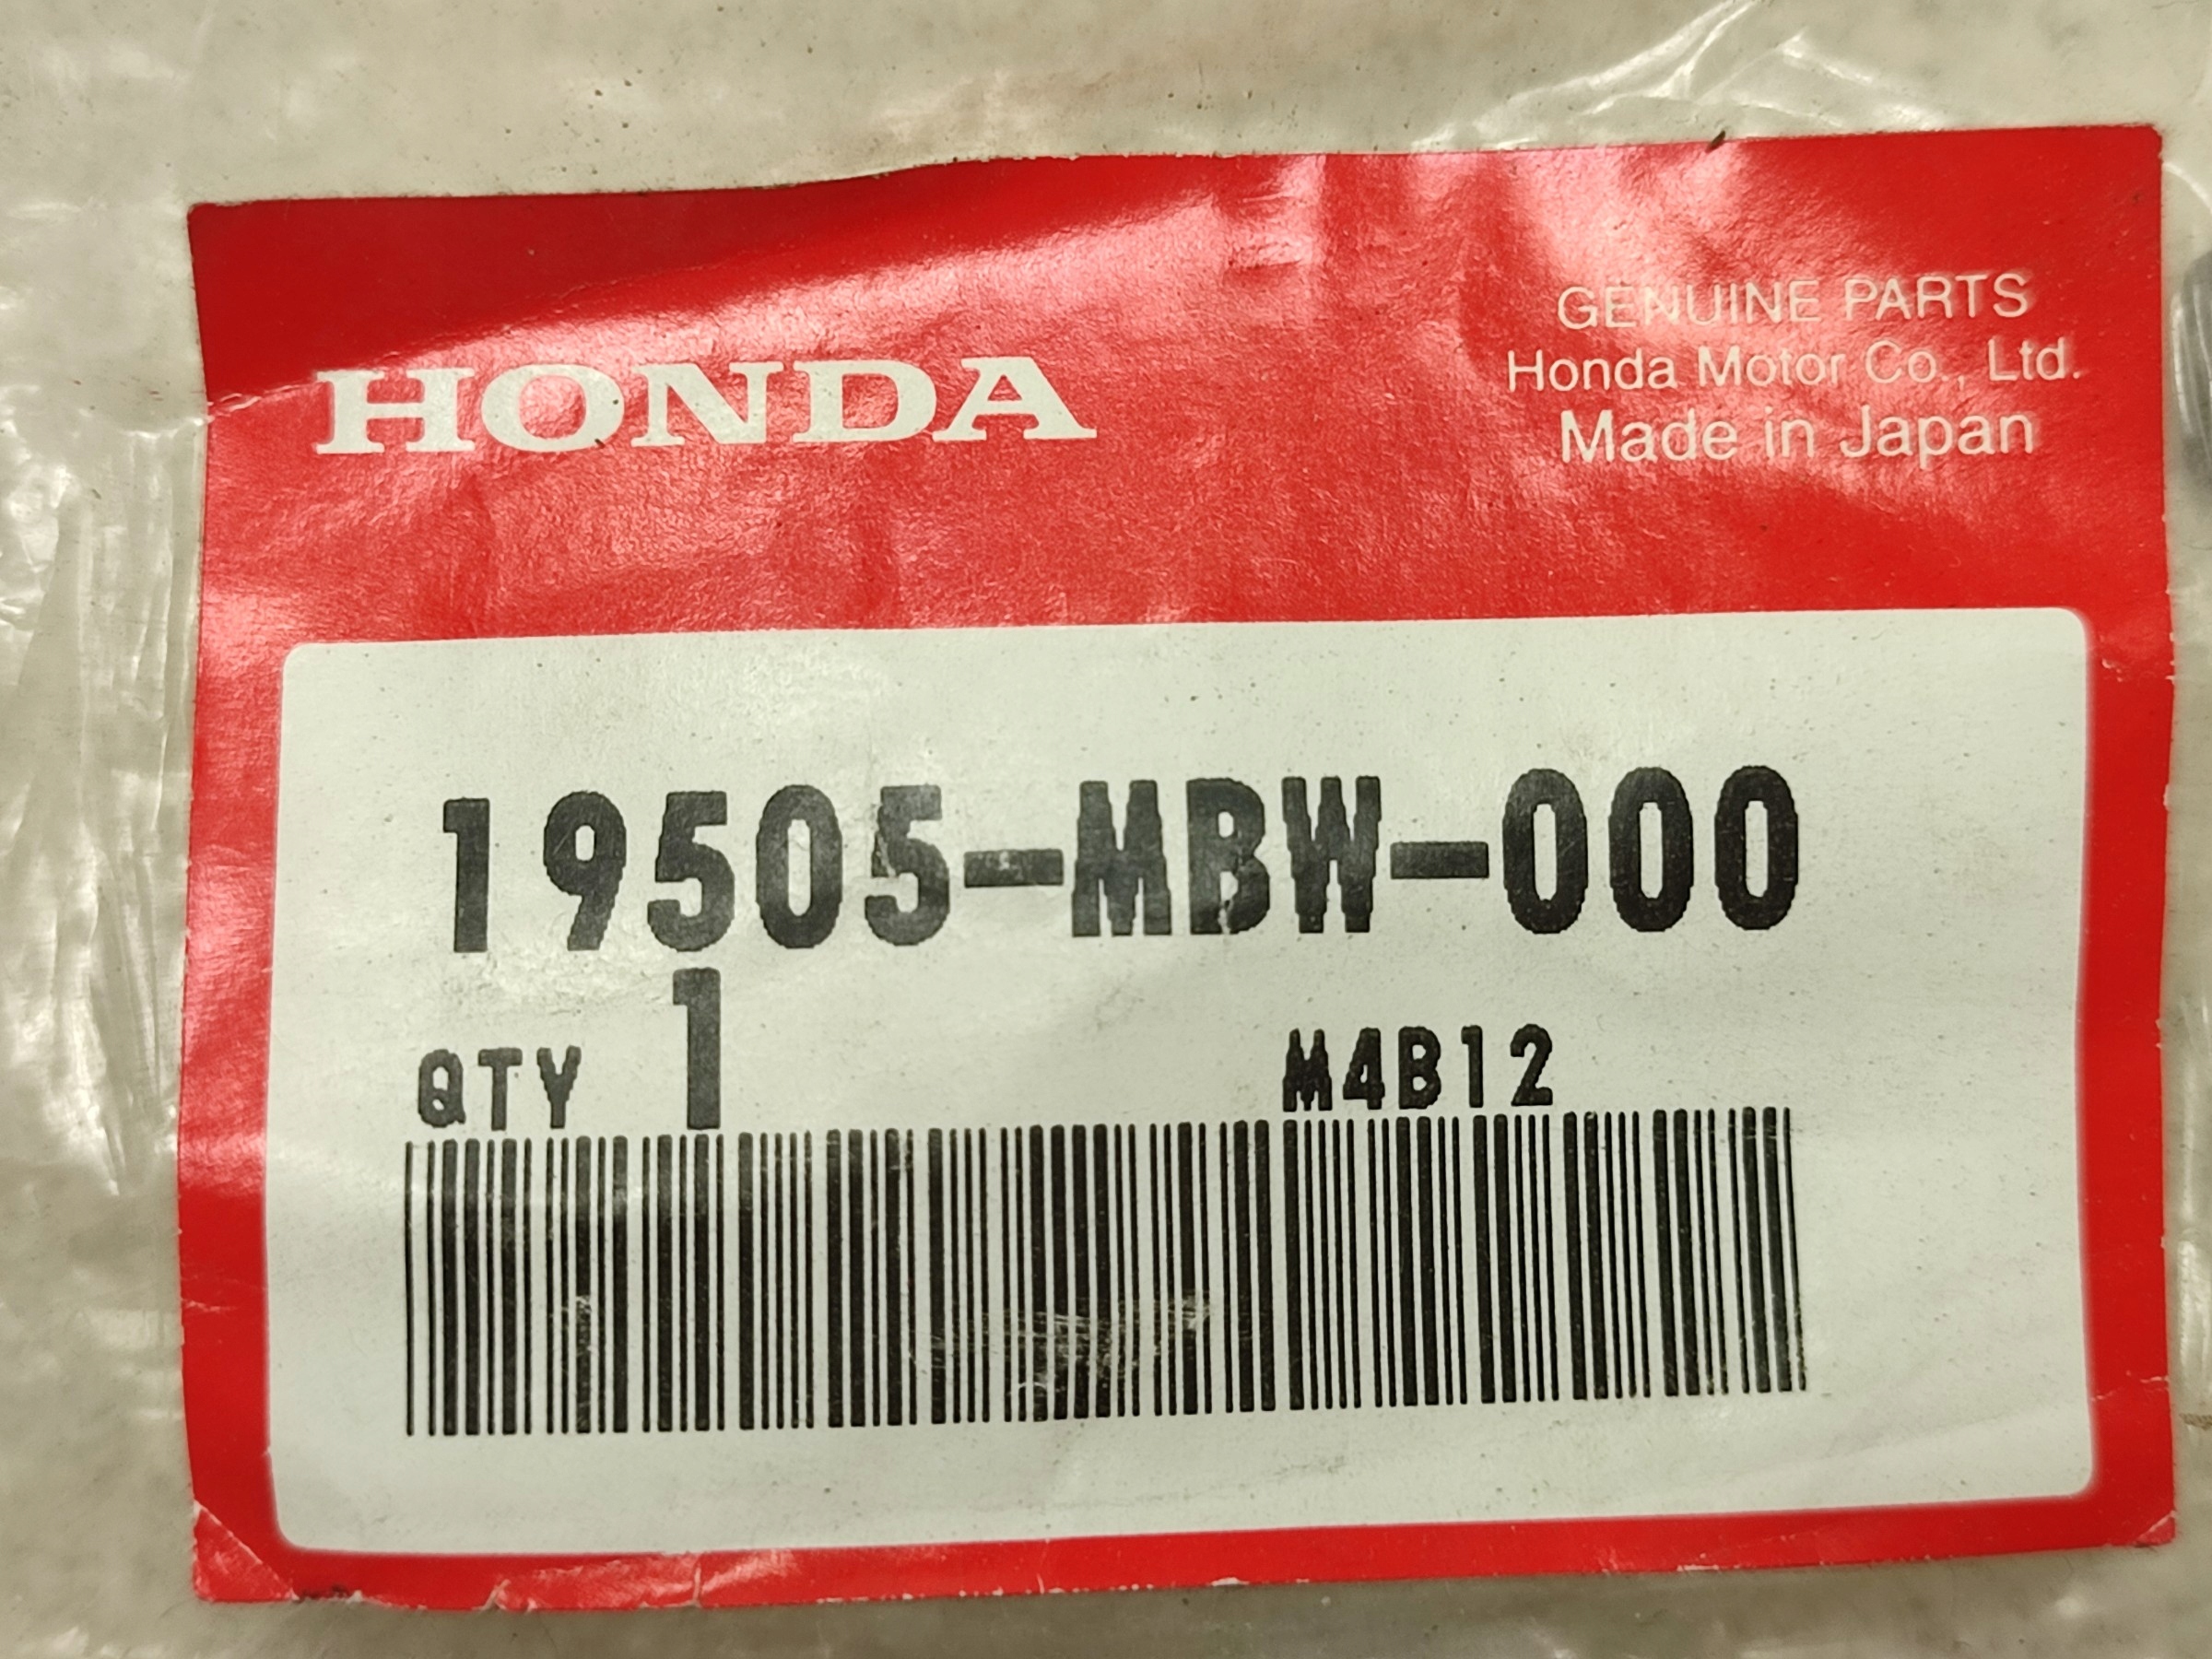 HONDA
GENUINE PARTS
Honda Motor Co., Ltd.
Made in Japan
19505-MBW-000
QTY 1 M4B12